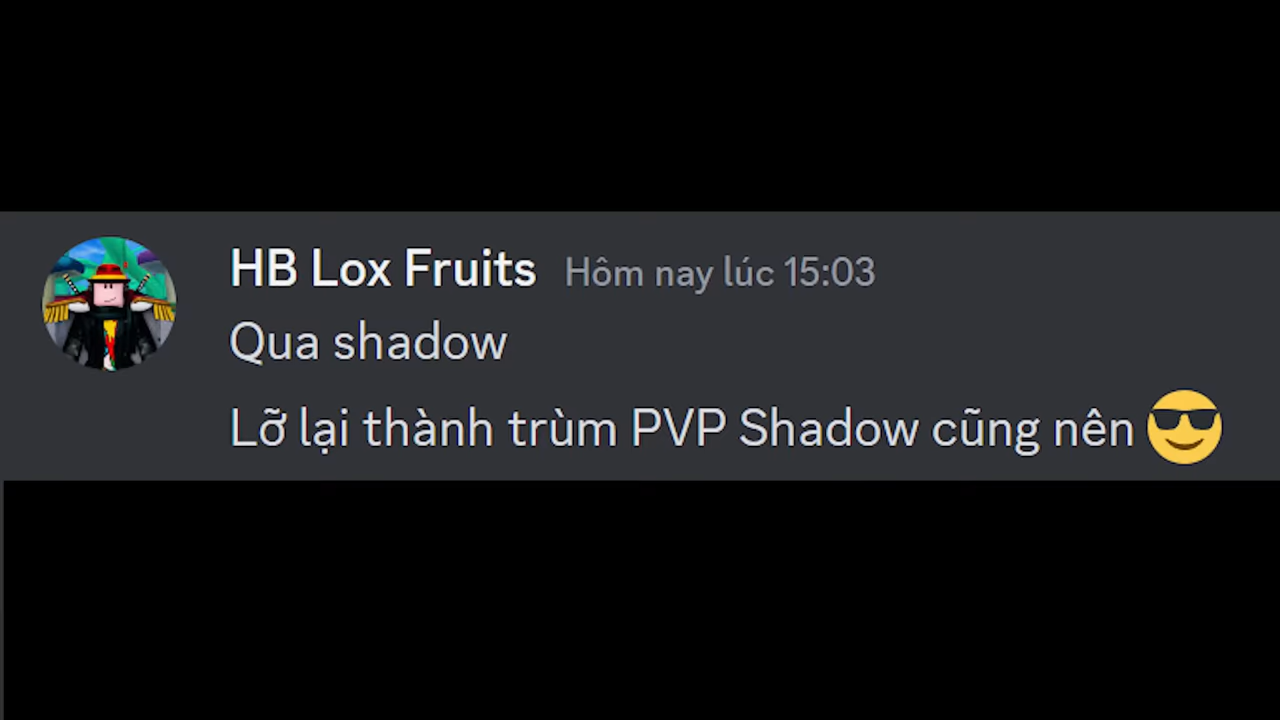 HB Lox Fruits Hôm nay lúc 15:03
Qua shadow
Lỡ lại thành trùm PVP Shadow cũng nên 😎